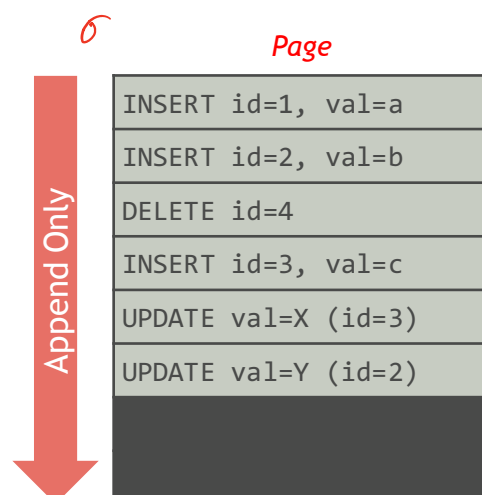 Page
INSERT id=1, val=a
INSERT id=2, val=b
DELETE id=4
INSERT id=3, val=c
UPDATE val=X (id=3)
UPDATE val=Y (id=2)
Append Only